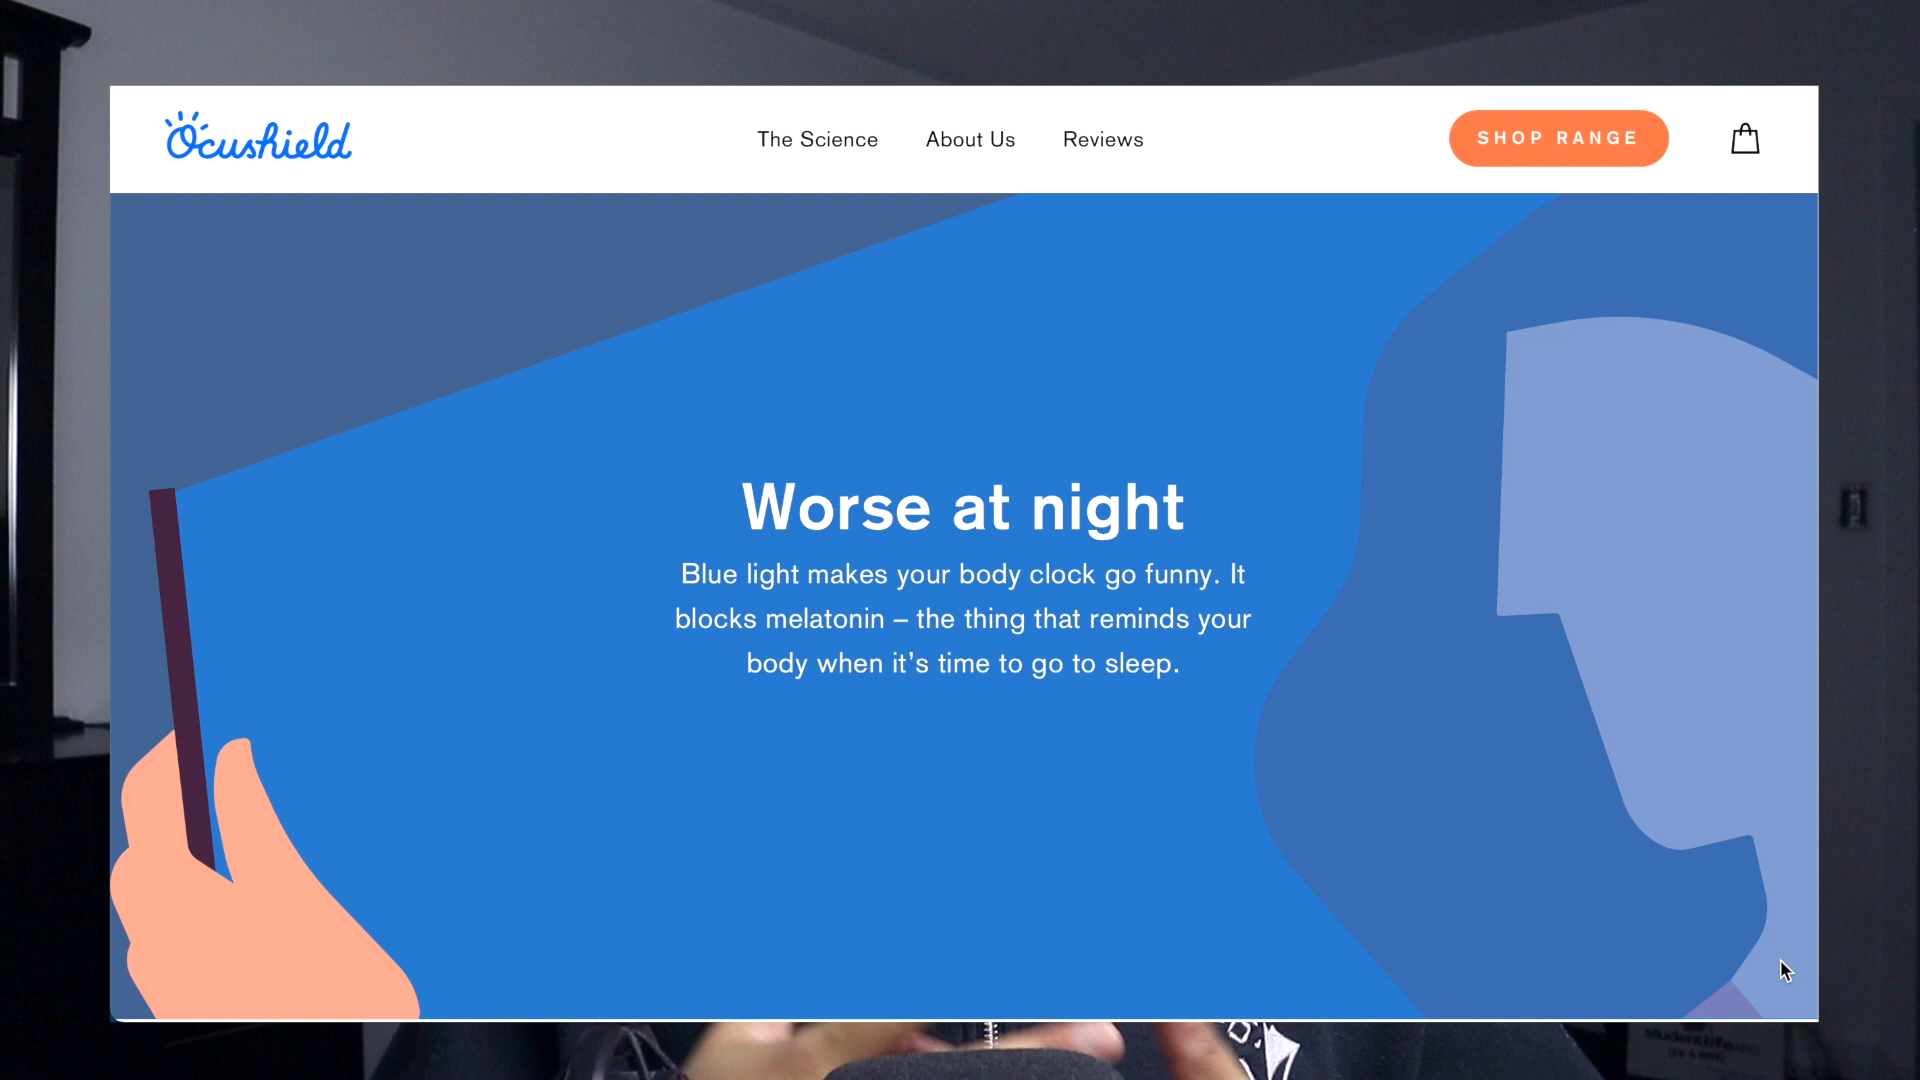 Ocushield
The Science
About Us
Reviews
SHOP RANGE
Worse at night
Blue light makes your body clock go funny. It
blocks melatonin – the thing that reminds your
body when it’s time to go to sleep.